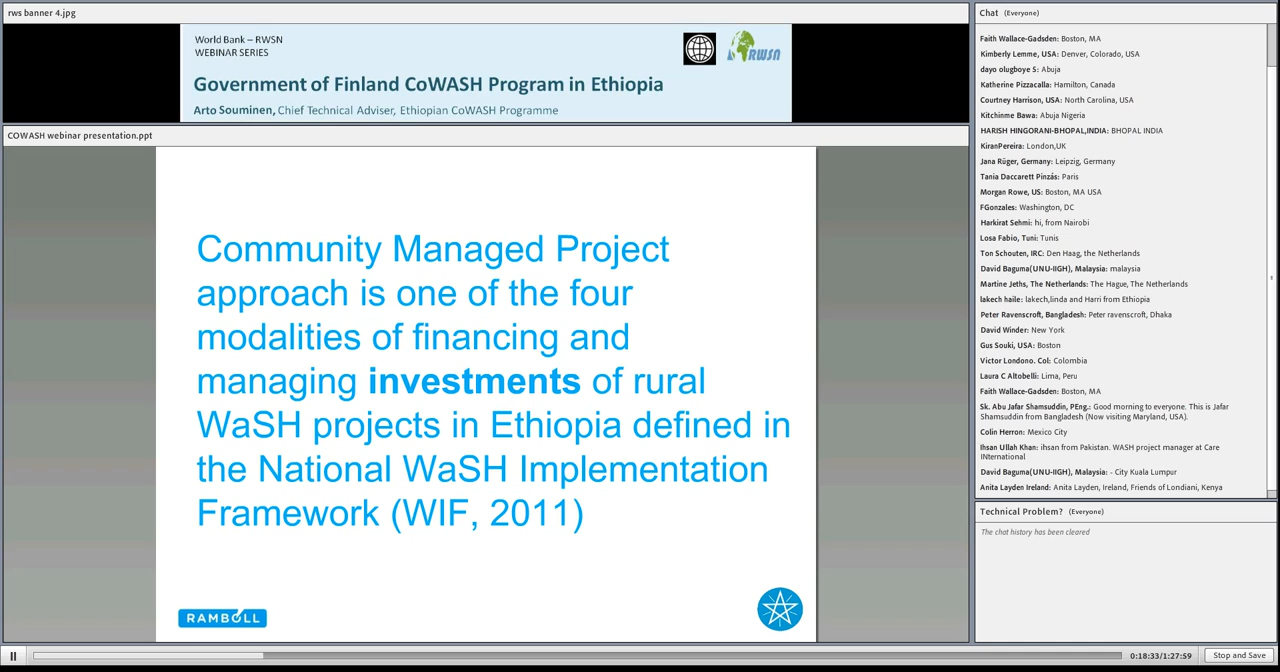 rws banner 4.jpg
World Bank – RWSN
WEBINAR SERIES
RWSN
Government of Finland CoWASH Program in Ethiopia
Arto Souminen, Chief Technical Adviser, Ethiopian CoWASH Programme
COWASH webinar presentation.ppt
Community Managed Project
approach is one of the four
modalities of financing and
managing investments of rural
WaSH projects in Ethiopia defined in
the National WaSH Implementation
Framework (WIF, 2011)
RAMBOLL
Chat (Everyone)
Faith Wallace-Gadsden: Boston, MA
Kimberly Lemme, USA: Denver, Colorado, USA
dayo olugboye S: Abuja
Katherine Pizzacalla: Hamilton, Canada
Courtney Harrison, USA: North Carolina, USA
Kitchinme Bawa: Abuja Nigeria
HARISH HINGORANI-BHOPAL,INDIA: BHOPAL INDIA
KiranPereira: London,UK
Jana Rüger, Germany: Leipzig, Germany
Tania Daccarett Pinzás: Paris
Morgan Rowe, US: Boston, MA USA
FGonzales: Washington, DC
Harkirat Sehmi: hi, from Nairobi
Losa Fabio, Tuni: Tunis
Ton Schouten, IRC: Den Haag, the Netherlands
David Baguma(UNU-IIGH), Malaysia: malaysia
Martine Jeths, The Netherlands: The Hague, The Netherlands
lakech haile: lakech,linda and Harri from Ethiopia
Peter Ravenscroft, Bangladesh: Peter ravenscroft, Dhaka
David Winder: New York
Gus Souki, USA: Boston
Victor Londono. Col: Colombia
Laura C Altobelli: Lima, Peru
Faith Wallace-Gadsden: Boston, MA
Sk. Abu Jafar Shamsuddin, PEng.: Good morning to everyone. This is Jafar
Shamsuddin from Bangladesh (Now visiting Maryland, USA).
Colin Herron: Mexico City
Ihsan Ullah Khan: ihsan from Pakistan. WASH project manager at Care
INternational
David Baguma(UNU-IIGH), Malaysia: - City Kuala Lumpur
Anita Layden Ireland: Anita Layden, Ireland, Friends of Londiani, Kenya
Technical Problem? (Everyone)
The chat history has been cleared
0:18:33/1:27:59
Stop and Save